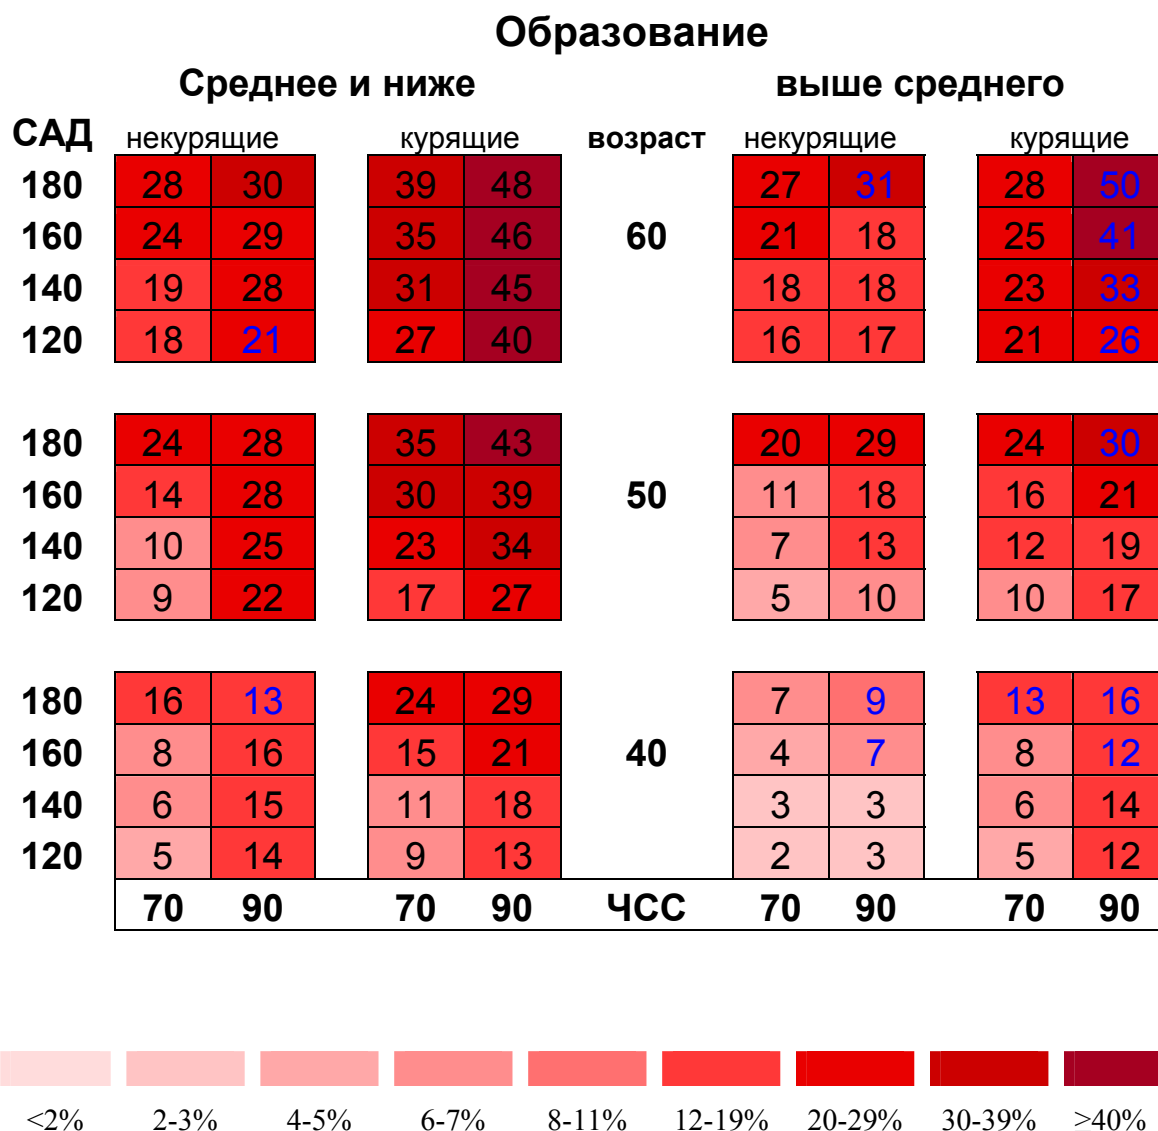 Образование
Среднее и ниже выше среднего
САД некурящие курящие возраст некурящие курящие
180 28 30 39 48 27 31 28 50
160 24 29 35 46 60 21 18 25 41
140 19 28 31 45 18 18 23 33
120 18 21 27 40 16 17 21 26
180 24 28 35 43 20 29 24 30
160 14 28 30 39 50 11 18 16 21
140 10 25 23 34 7 13 12 19
120 9 22 17 27 5 10 10 17
180 16 13 24 29 7 9 13 16
160 8 16 15 21 40 4 7 8 12
140 6 15 11 18 3 3 6 14
120 5 14 9 13 2 3 5 12
70 90 70 90 ЧСС 70 90 70 90
<2% 2-3% 4-5% 6-7% 8-11% 12-19% 20-29% 30-39% >40%